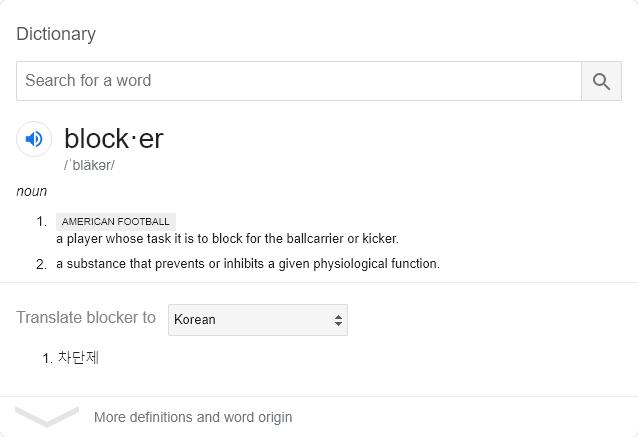 Dictionary
Search for a word
block·er
/ˈbläkər/
noun
1. AMERICAN FOOTBALL
a player whose task it is to block for the ballcarrier or kicker.
2. a substance that prevents or inhibits a given physiological function.
Translate blocker to Korean
1. 차단제
More definitions and word origin